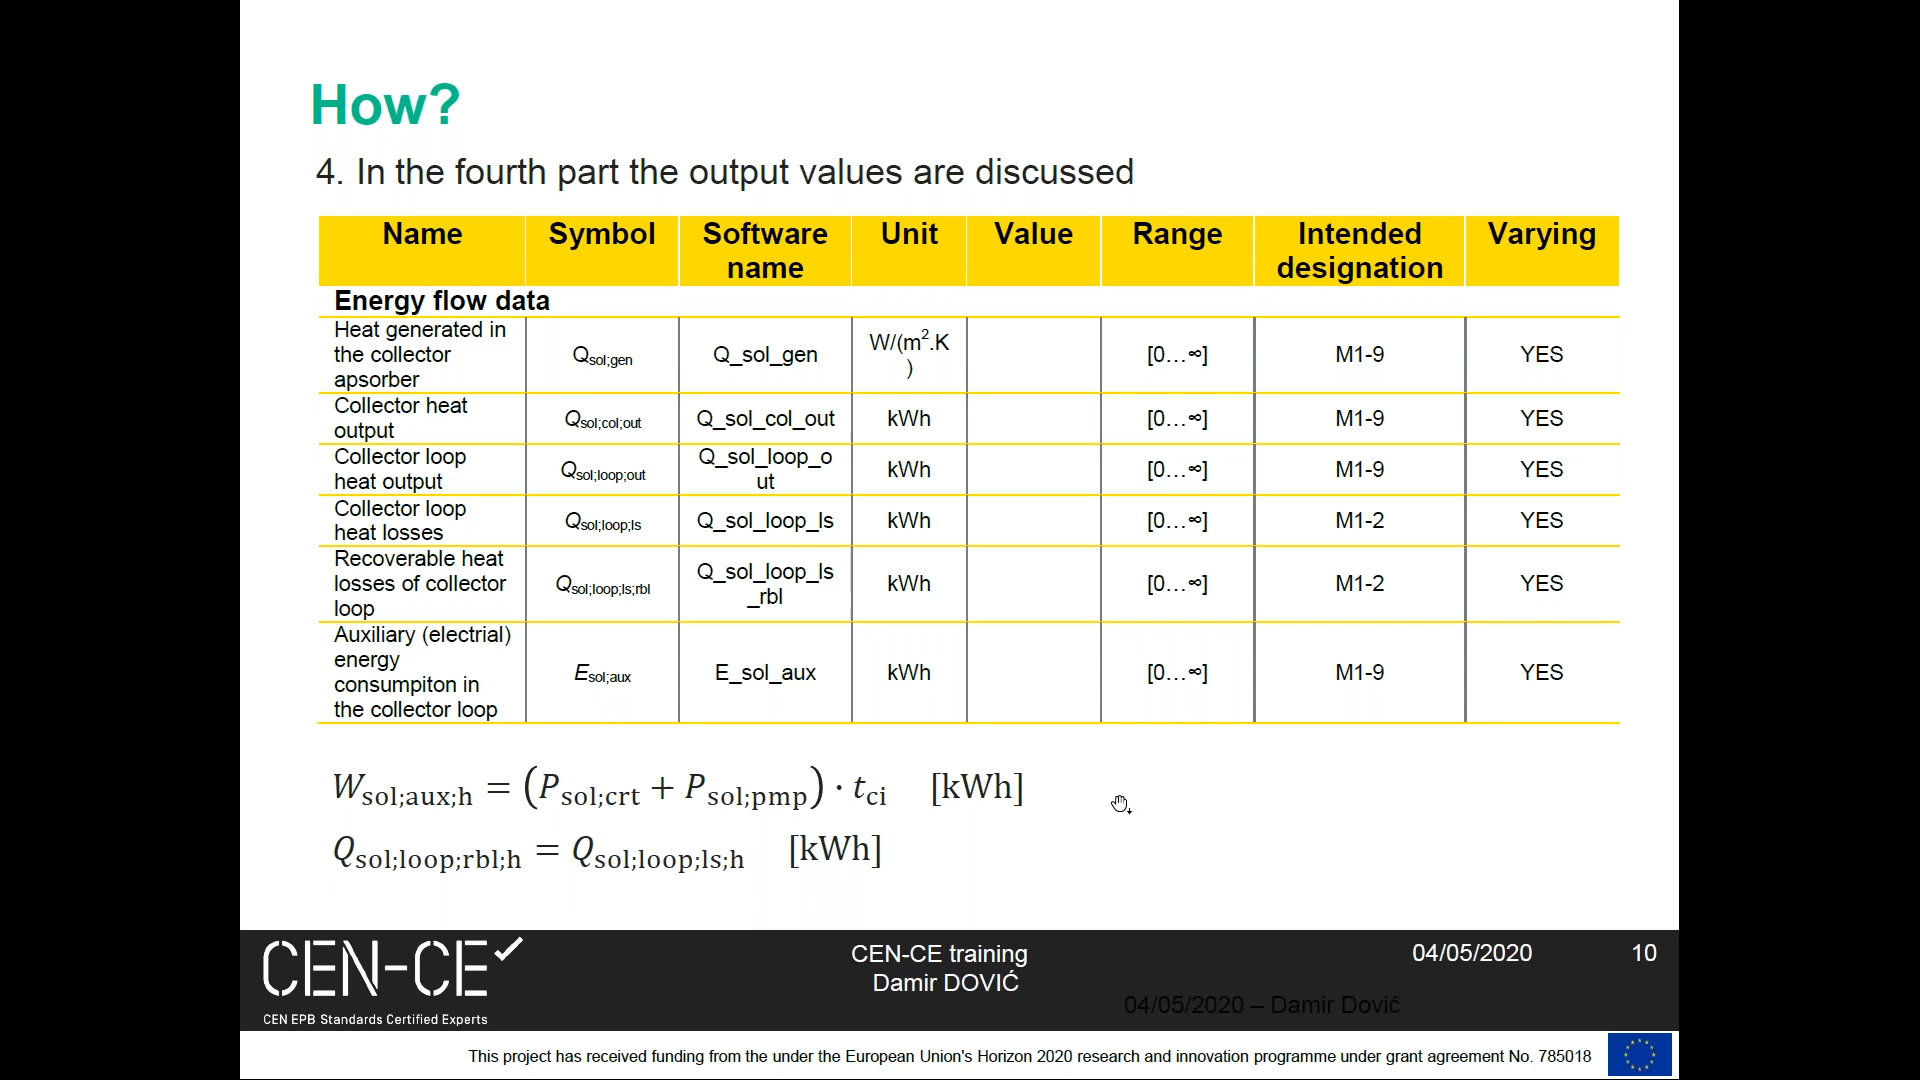 How?
4. In the fourth part the output values are discussed
Name Symbol Software name Unit Value Range Intended designation Varying
Energy flow data
Heat generated in the collector apsorber Qsol;gen Q_sol_gen W/(m².K) [0…∞] M1-9 YES
Collector heat output Qsol;col;out Q_sol_col_out kWh [0…∞] M1-9 YES
Collector loop heat output Qsol;loop;out Q_sol_loop_out kWh [0…∞] M1-9 YES
Collector loop heat losses Qsol;loop;ls Q_sol_loop_ls kWh [0…∞] M1-2 YES
Recoverable heat losses of collector loop Qsol;loop;ls;rbl Q_sol_loop_ls_rbl kWh [0…∞] M1-2 YES
Auxiliary (electrial) energy consumpiton in the collector loop Esol;aux E_sol_aux kWh [0…∞] M1-9 YES
Wsol;aux;h = (Psol;crt + Psol;pmp) · tci [kWh]
Qsol;loop;rbl;h = Qsol;loop;ls;h [kWh]
CEN-CE
CEN EPB Standards Certified Experts
CEN-CE training
Damir DOVIĆ
04/05/2020 10
04/05/2020 – Damir Dović
This project has received funding from the under the European Union's Horizon 2020 research and innovation programme under grant agreement No. 785018